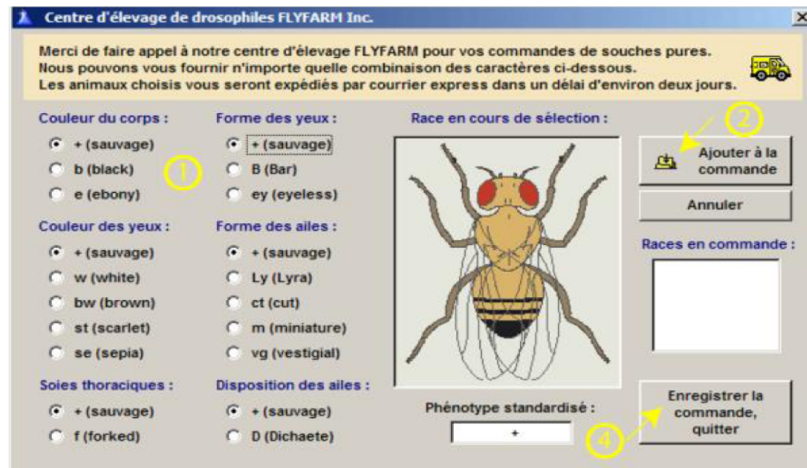 Centre d'élevage de drosophiles FLYFARM Inc.
Merci de faire appel à notre centre d'élevage FLYFARM pour vos commandes de souches pures.
Nous pouvons vous fournir n'importe quelle combinaison des caractères ci-dessous.
Les animaux choisis vous seront expédiés par courrier express dans un délai d'environ deux jours.
Couleur du corps :
+ (sauvage)
b (black)
e (ebony)
1
Forme des yeux :
+ (sauvage)
B (Bar)
ey (eyeless)
Couleur des yeux :
+ (sauvage)
w (white)
bw (brown)
st (scarlet)
se (sepia)
Forme des ailes :
+ (sauvage)
Ly (Lyra)
ct (cut)
m (miniature)
vg (vestigial)
Soies thoraciques :
+ (sauvage)
f (forked)
Disposition des ailes :
+ (sauvage)
D (Dichaete)
Race en cours de sélection :
Phénotype standardisé :
+
2
Ajouter à la
commande
Annuler
Races en commande :
4
Enregistrer la
commande,
quitter